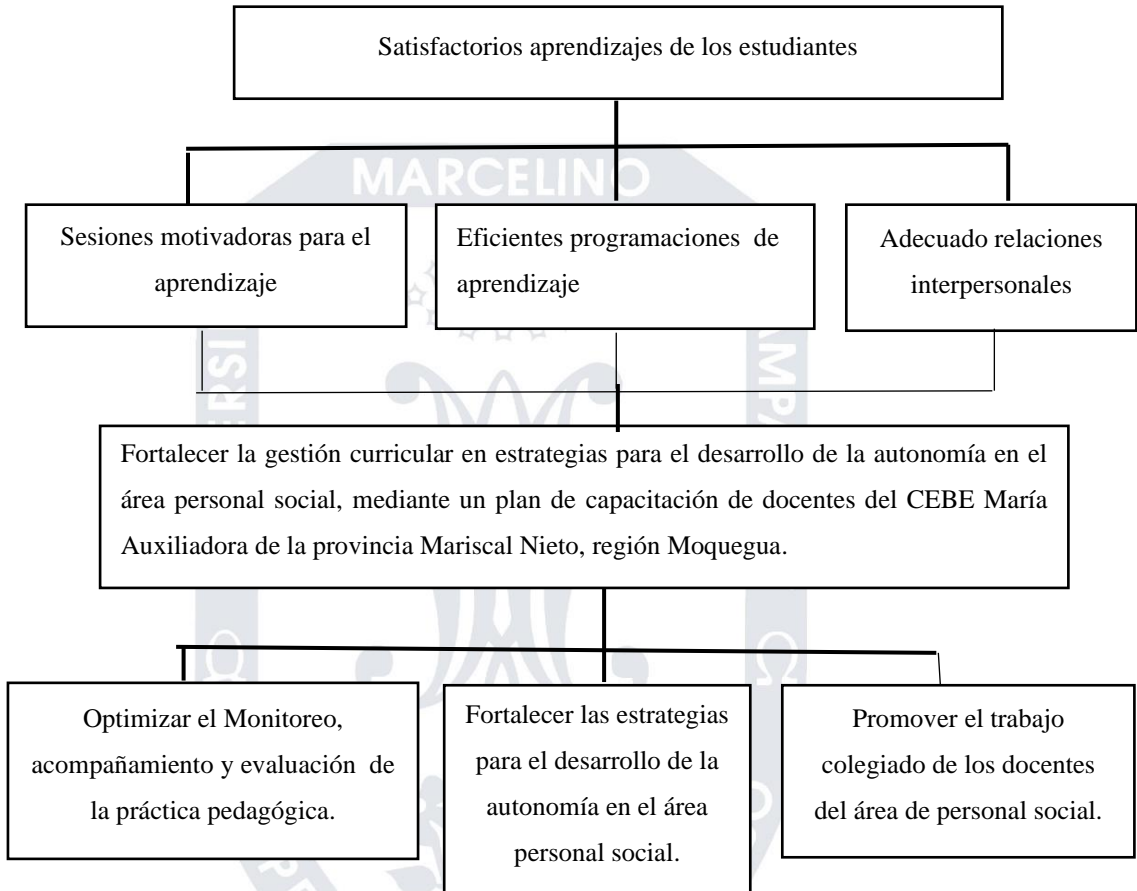 Satisfactorios aprendizajes de los estudiantes
MARCELINO
Sesiones motivadoras para el
aprendizaje
Eficientes programaciones de
aprendizaje
Adecuado relaciones
interpersonales
Fortalecer la gestión curricular en estrategias para el desarrollo de la autonomía en el
área personal social, mediante un plan de capacitación de docentes del CEBE María
Auxiliadora de la provincia Mariscal Nieto, región Moquegua.
Optimizar el Monitoreo,
acompañamiento y evaluación de
la práctica pedagógica.
Fortalecer las estrategias
para el desarrollo de la
autonomía en el área
personal social.
Promover el trabajo
colegiado de los docentes
del área de personal social.